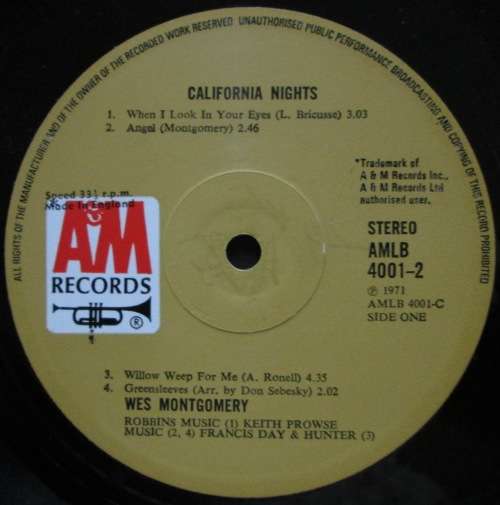 ALL RIGHTS OF THE MANUFACTURER AND OF THE OWNER OF THE RECORDED WORK RESERVED UNAUTHORISED PUBLIC PERFORMANCE BROADCASTING AND COPYING OF THIS RECORD PROHIBITED
CALIFORNIA NIGHTS
1. When I Look In Your Eyes (L. Bricusse) 3.03
2. Angel (Montgomery) 2.46
Speed 33⅓ r.p.m.
Made in England
A&M
RECORDS
®
*Trademark of
A & M Records Inc.,
A & M Records Ltd
authorised user.
STEREO
AMLB
4001-2
℗ 1971
AMLB 4001-C
SIDE ONE
3. Willow Weep For Me (A. Ronell) 4.35
4. Greensleeves (Arr. by Don Sebesky) 2.02
WES MONTGOMERY
ROBBINS MUSIC (1) KEITH PROWSE
MUSIC (2, 4) FRANCIS DAY & HUNTER (3)